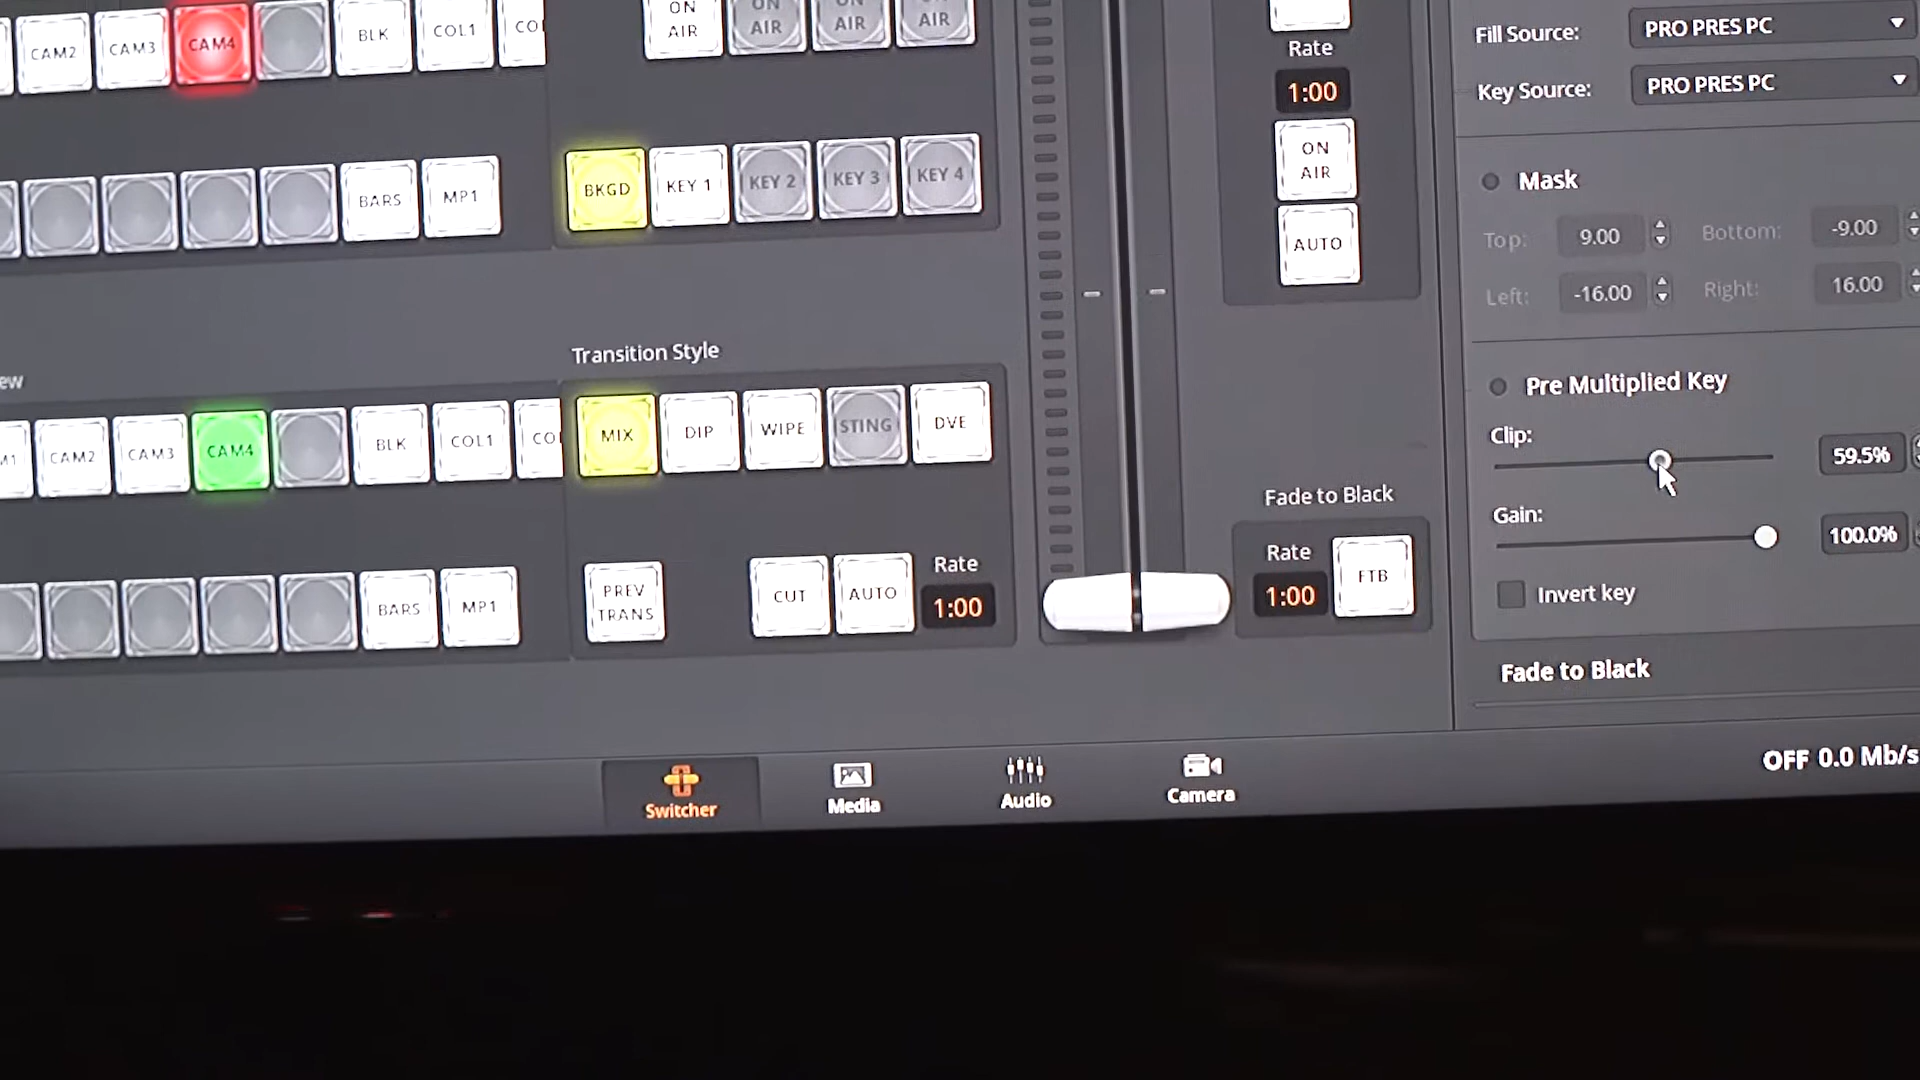 ON AIR
ON AIR
ON AIR
AIR
CAM2
CAM3
CAM4
BLK
COL1
BKGD
KEY 1
KEY 2
KEY 3
KEY 4
BARS
MP1
Rate
1:00
ON AIR
AUTO
Fill Source: PRO PRES PC
Key Source: PRO PRES PC
Mask
Top: 9.00 Bottom: -9.00
Left: -16.00 Right: 16.00
Transition Style
CAM2
CAM3
CAM4
BLK
COL1
MIX
DIP
WIPE
STING
DVE
BARS
MP1
PREV TRANS
CUT
AUTO
Rate
1:00
Fade to Black
Rate
1:00
FTB
Pre Multiplied Key
Clip: 59.5%
Gain: 100.0%
Invert key
Fade to Black
Switcher
Media
Audio
Camera
OFF 0.0 Mb/s